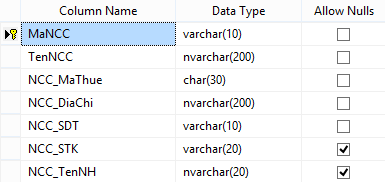 Column Name Data Type Allow Nulls
MaNCC varchar(10)
TenNCC nvarchar(200)
NCC_MaThue char(30)
NCC_DiaChi nvarchar(200)
NCC_SDT varchar(10)
NCC_STK varchar(20)
NCC_TenNH nvarchar(20)